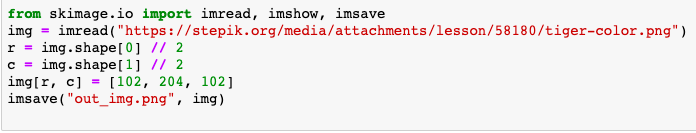 from skimage.io import imread, imshow, imsave
img = imread("https://stepik.org/media/attachments/lesson/58180/tiger-color.png")
r = img.shape[0] // 2
c = img.shape[1] // 2
img[r, c] = [102, 204, 102]
imsave("out_img.png", img)